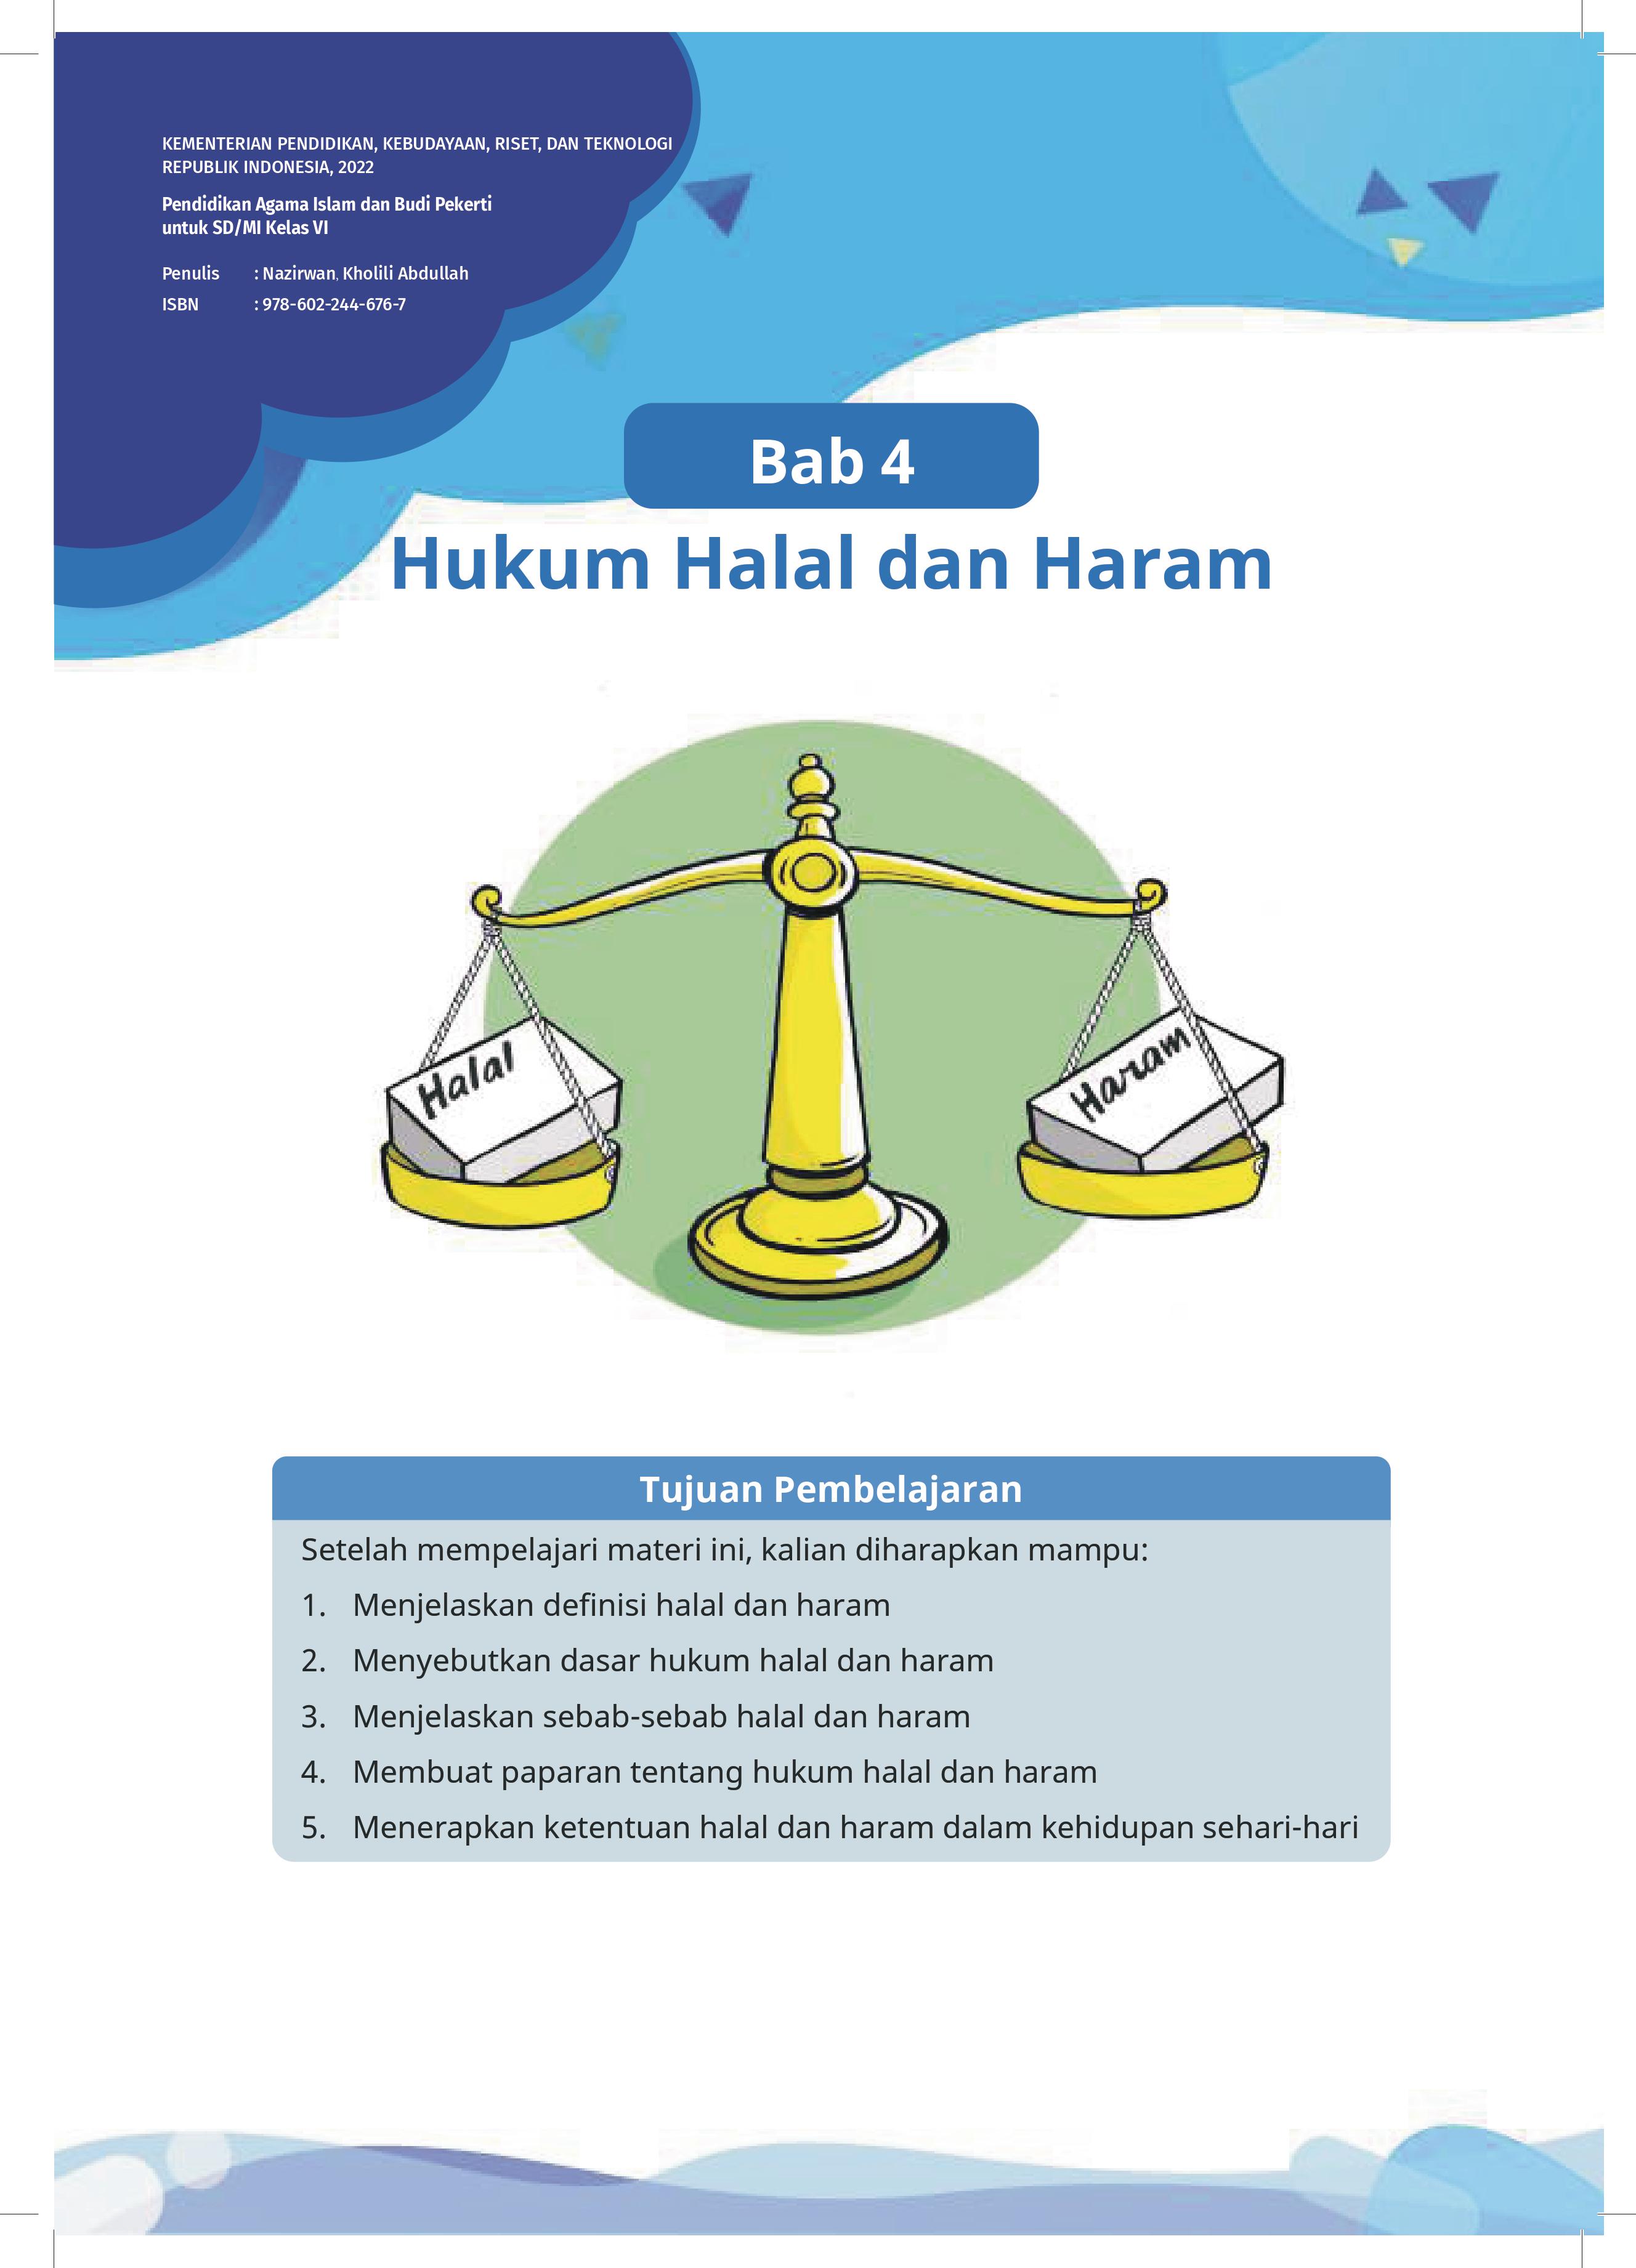 KEMENTERIAN PENDIDIKAN, KEBUDAYAAN, RISET, DAN TEKNOLOGI
REPUBLIK INDONESIA, 2022
Pendidikan Agama Islam dan Budi Pekerti
untuk SD/MI Kelas VI
Penulis : Nazirwan, Kholili Abdullah
ISBN : 978-602-244-676-7
Bab 4
Hukum Halal dan Haram
Halal
Haram
Tujuan Pembelajaran
Setelah mempelajari materi ini, kalian diharapkan mampu:
1. Menjelaskan definisi halal dan haram
2. Menyebutkan dasar hukum halal dan haram
3. Menjelaskan sebab-sebab halal dan haram
4. Membuat paparan tentang hukum halal dan haram
5. Menerapkan ketentuan halal dan haram dalam kehidupan sehari-hari